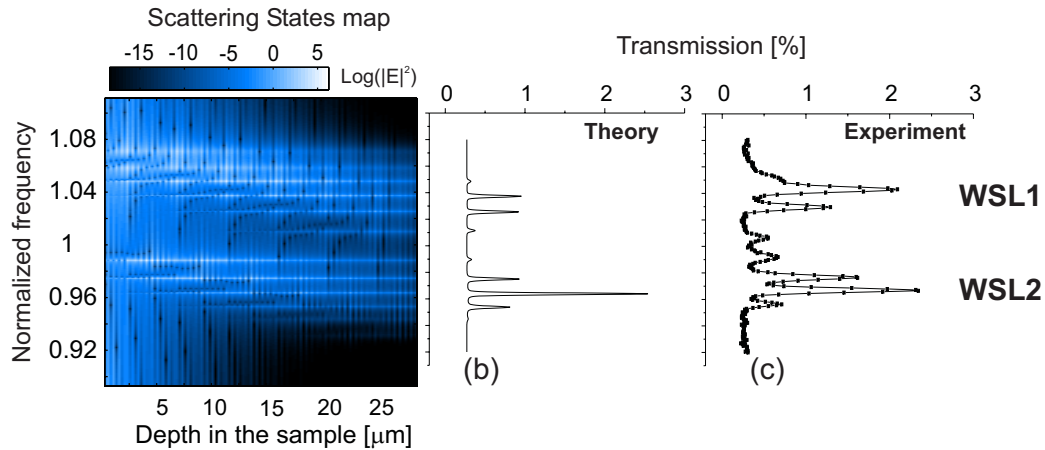 Scattering States map
-15 -10 -5 0 5
Log(|E|²)
Normalized frequency
1.08
1.04
1
0.96
0.92
5 10 15 20 25
Depth in the sample [μm]
Transmission [%]
0 1 2 3
Theory
(b)
0 1 2 3
Experiment
(c)
WSL1
WSL2